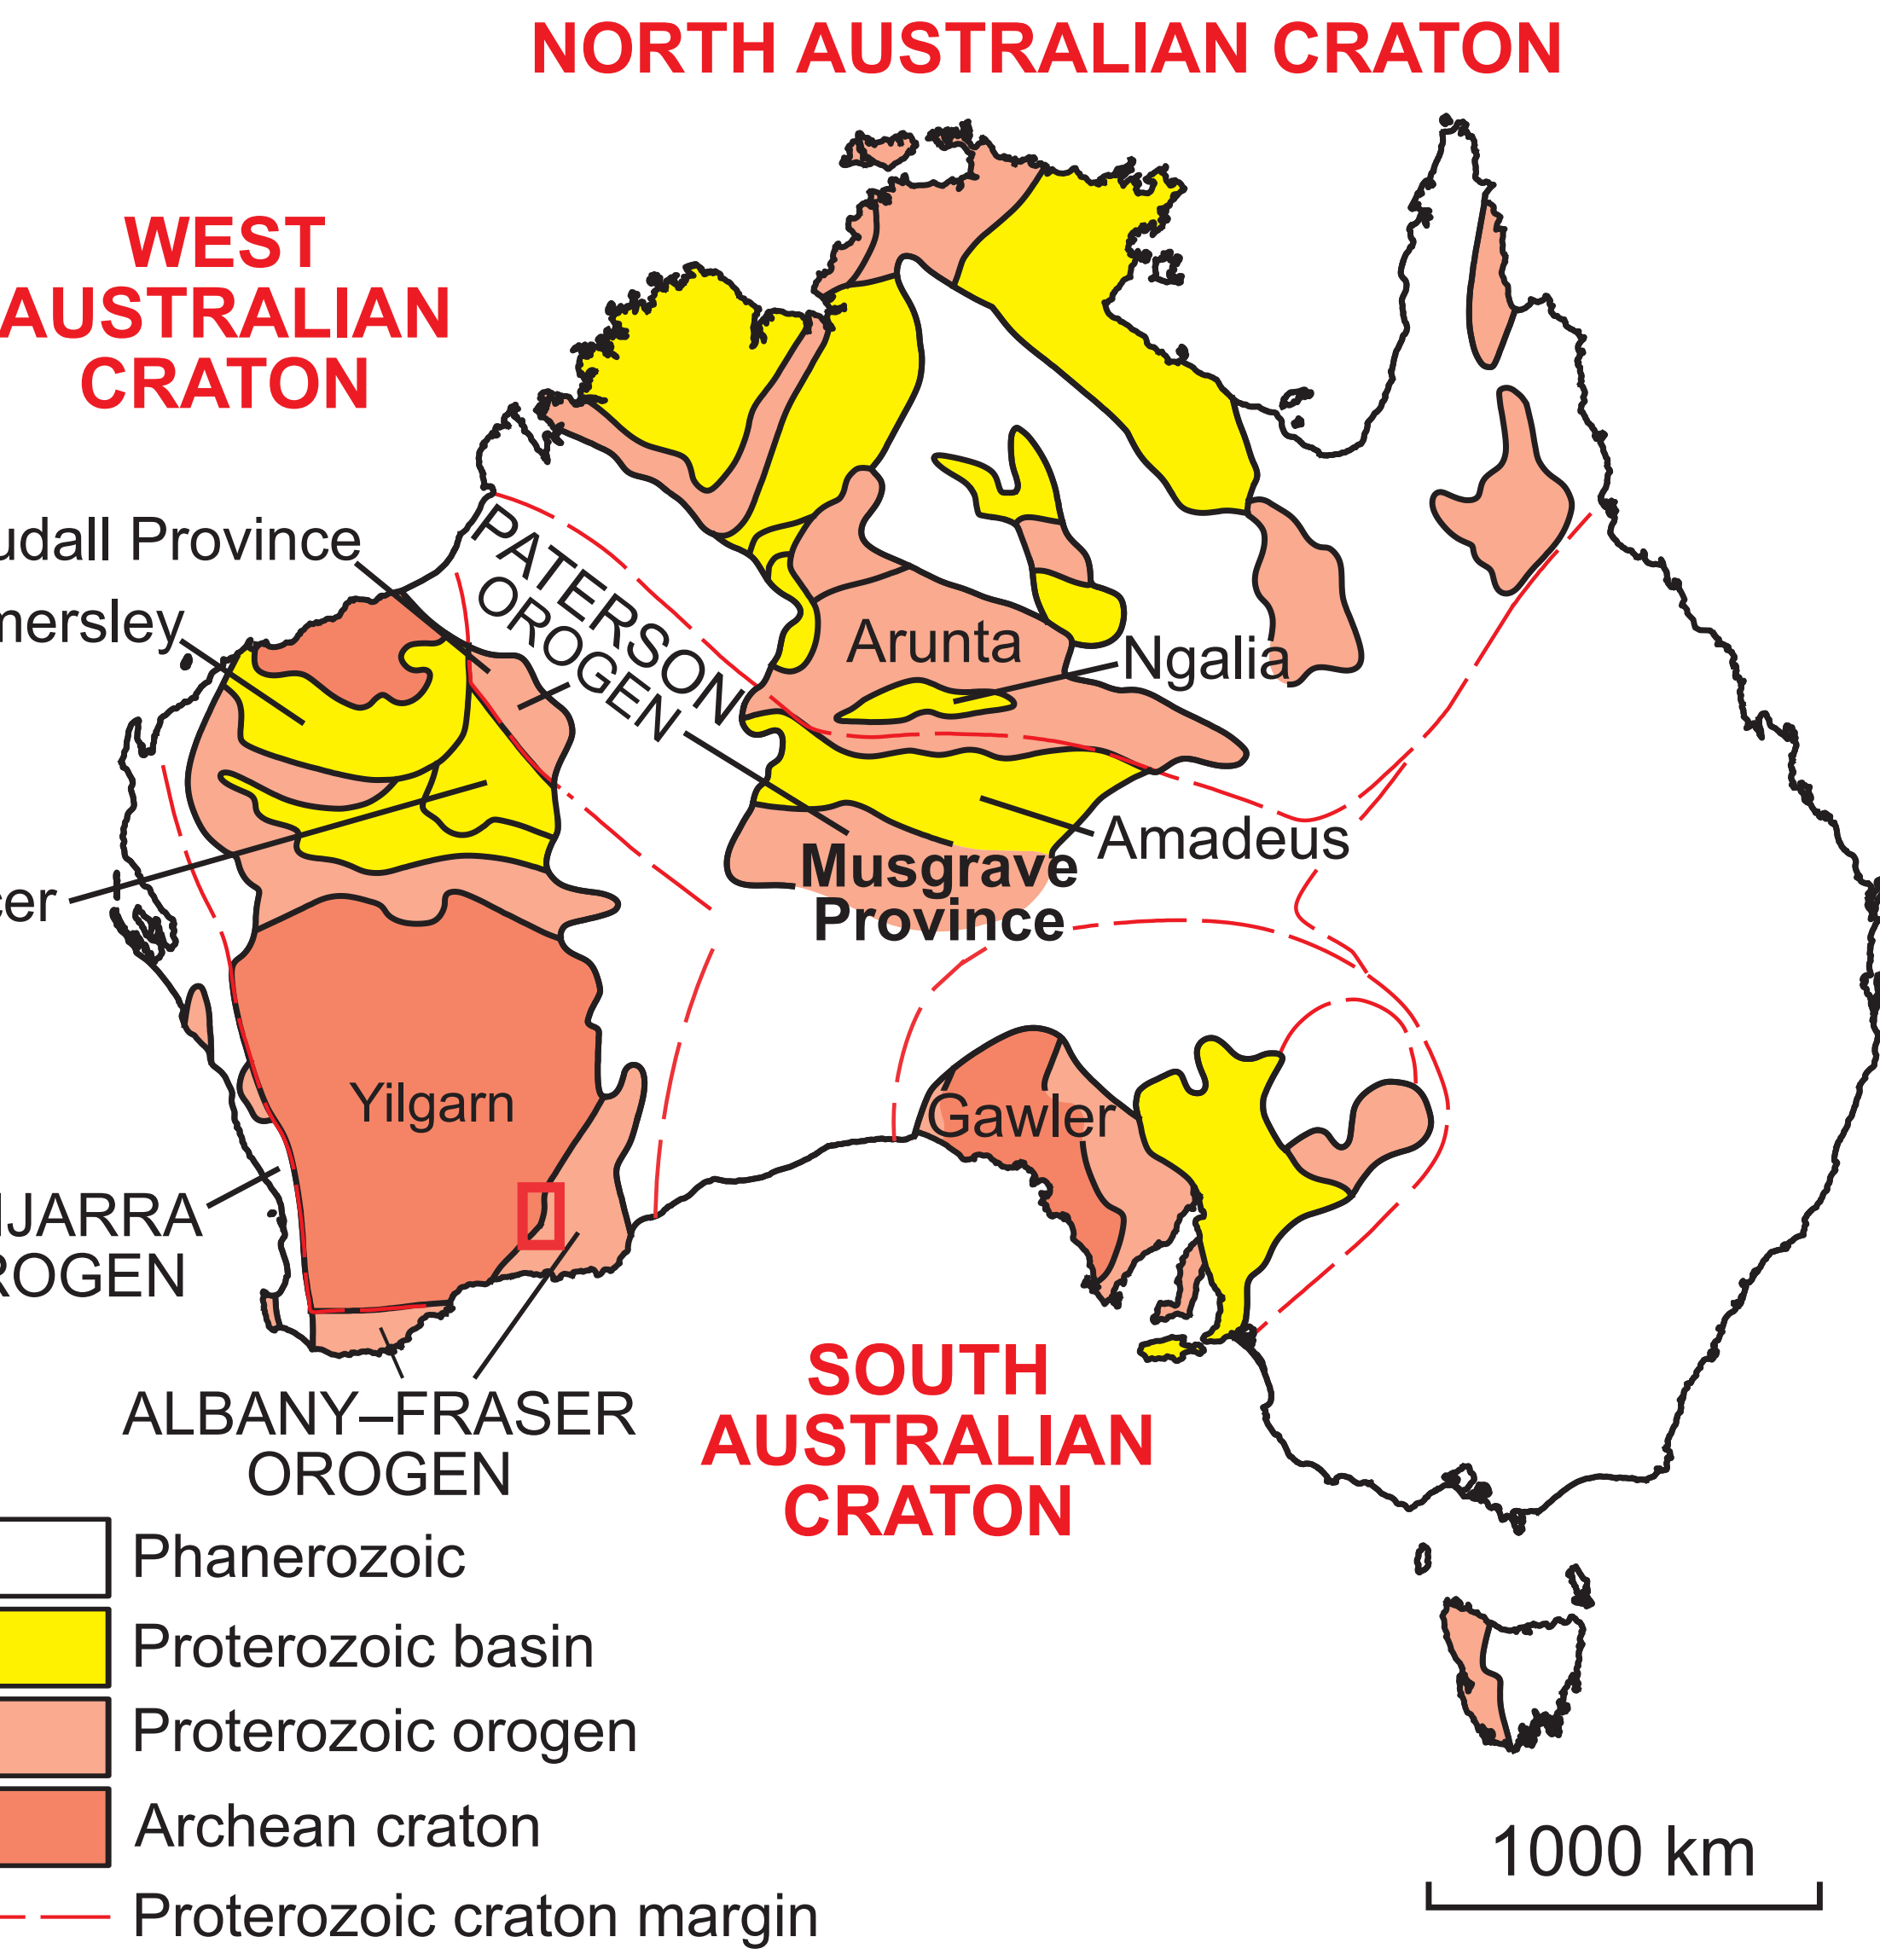 NORTH AUSTRALIAN CRATON
WEST
AUSTRALIAN
CRATON
udall Province
mersley
PATERSON
OROGEN
Arunta
Ngalia
Amadeus
Musgrave
Province
cer
Yilgarn
Gawler
NJARRA
ROGEN
ALBANY–FRASER
OROGEN
SOUTH
AUSTRALIAN
CRATON
Phanerozoic
Proterozoic basin
Proterozoic orogen
Archean craton
Proterozoic craton margin
1000 km